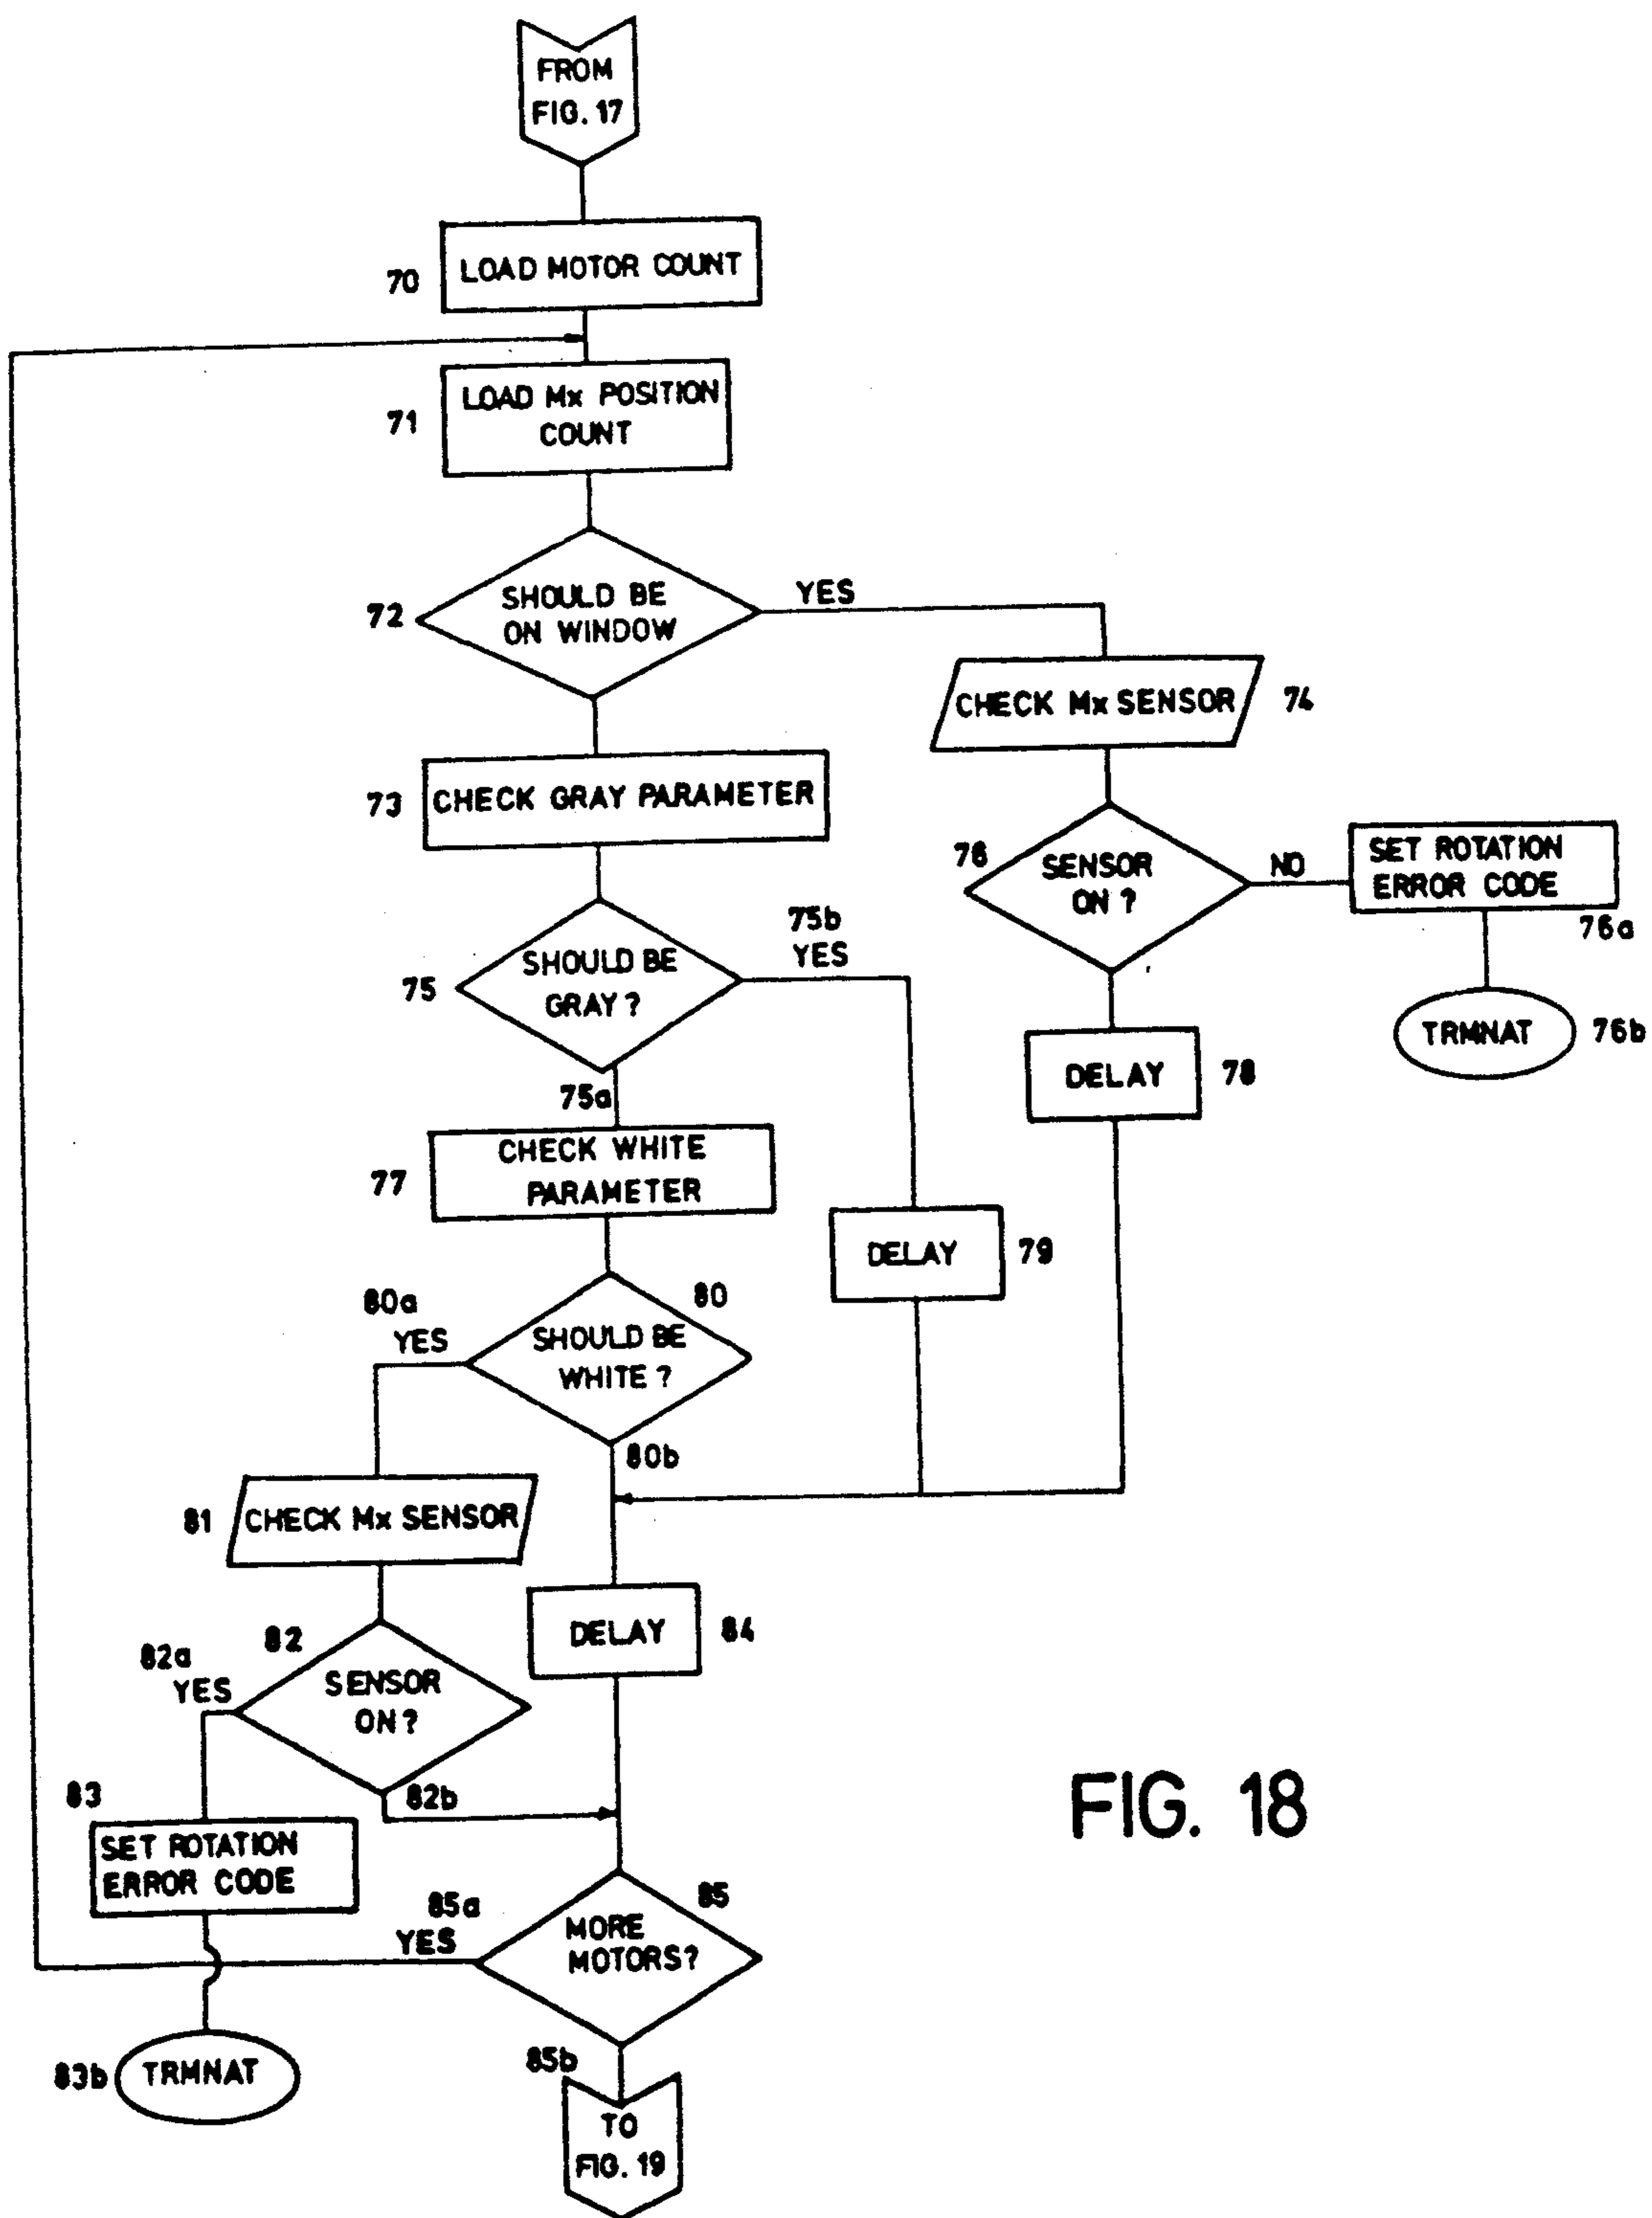 FROM
FIG. 17
70
LOAD MOTOR COUNT
71
LOAD Mx POSITION
COUNT
72
SHOULD BE
ON WINDOW
YES
CHECK Mx SENSOR
74
73
CHECK GRAY PARAMETER
76
SENSOR
ON ?
NO
SET ROTATION
ERROR CODE
76a
TRMNAT
76b
75
SHOULD BE
GRAY ?
75b
YES
75a
DELAY
78
77
CHECK WHITE
PARAMETER
DELAY
79
80a
YES
80
SHOULD BE
WHITE ?
80b
81
CHECK Mx SENSOR
DELAY
84
82a
YES
82
SENSOR
ON ?
82b
83
SET ROTATION
ERROR CODE
85a
YES
85
MORE
MOTORS?
83b
TRMNAT
85b
TO
FIG. 19
FIG. 18